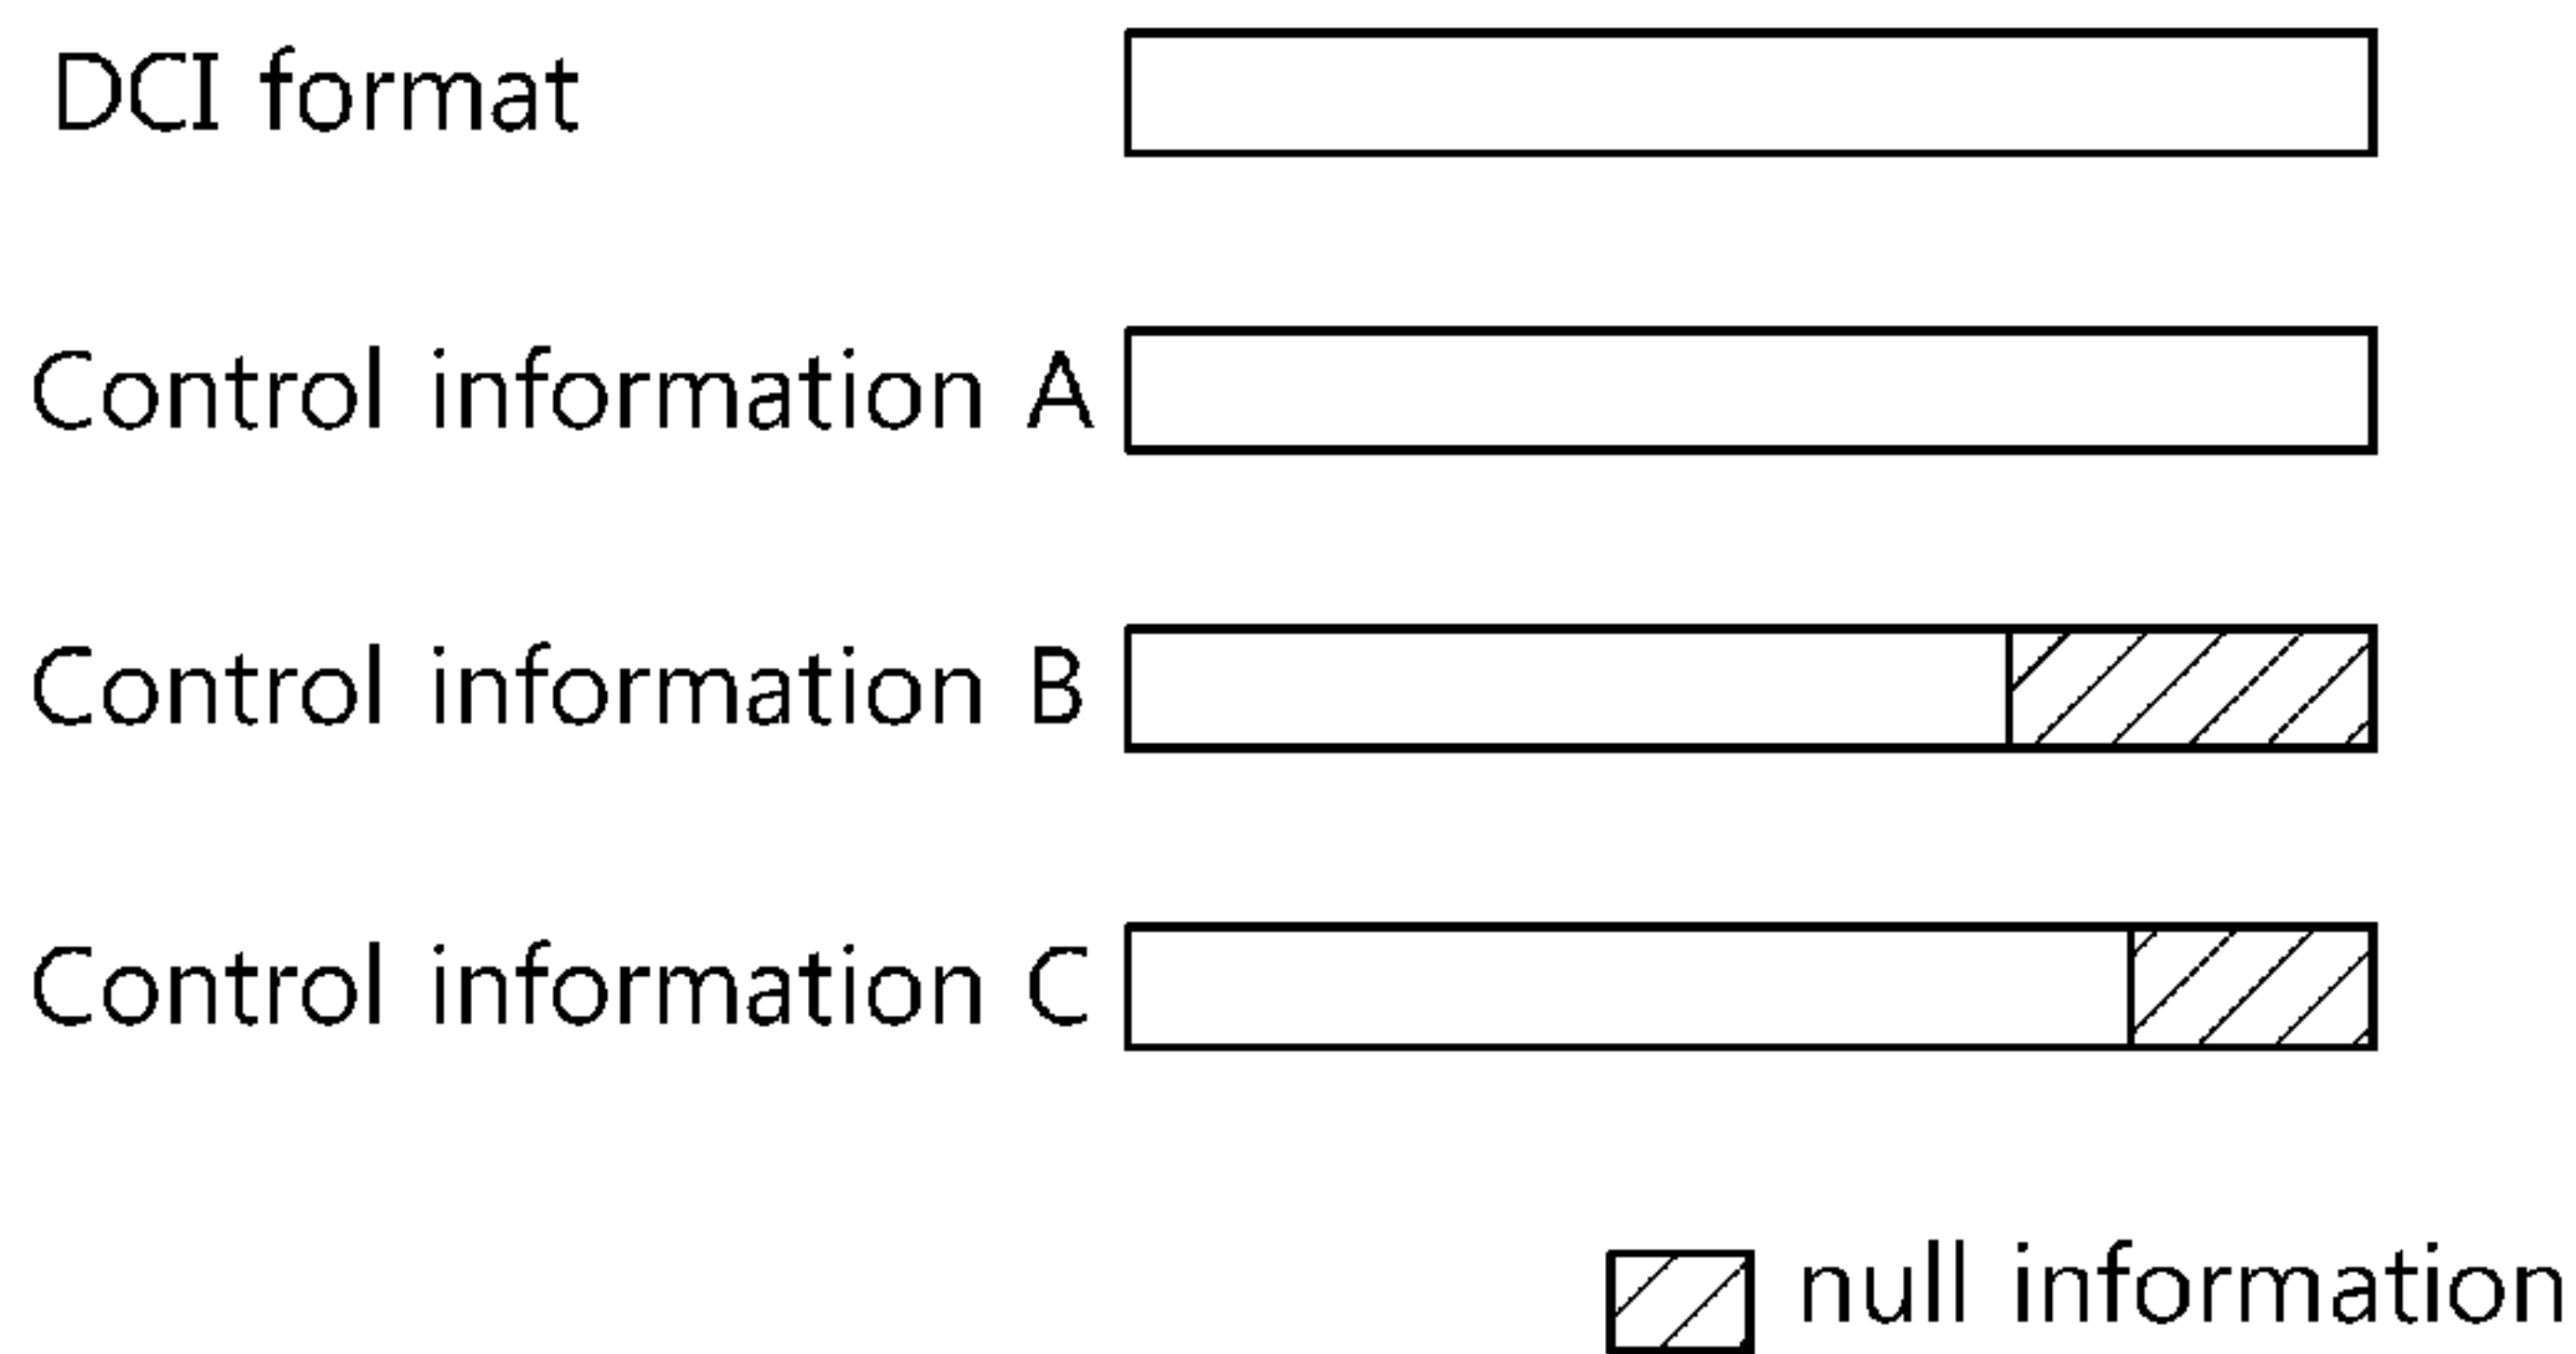 DCI format
Control information A
Control information B
Control information C
null information